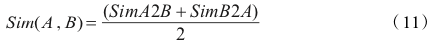 Sim(A, B) = (SimA2B + SimB2A) / 2 (11)